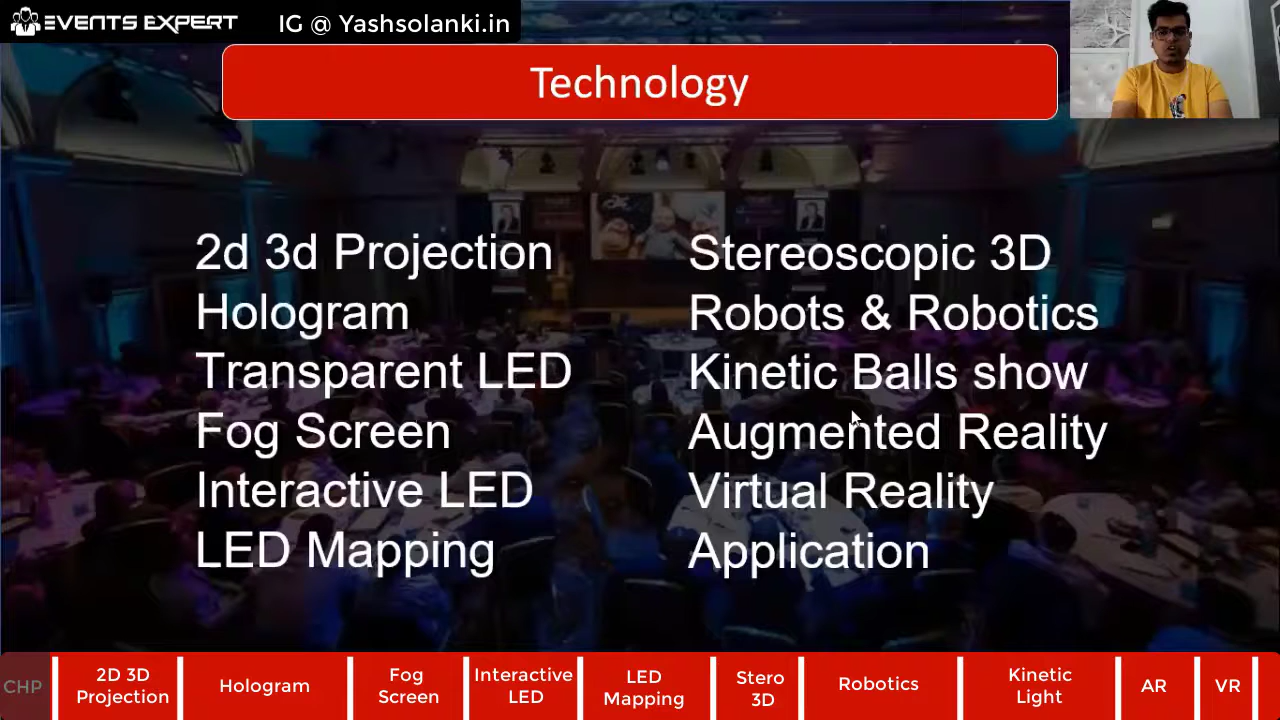 EVENTS EXPERT
IG @ Yashsolanki.in
Technology
2d 3d Projection
Hologram
Transparent LED
Fog Screen
Interactive LED
LED Mapping
Stereoscopic 3D
Robots & Robotics
Kinetic Balls show
Augmented Reality
Virtual Reality
Application
CHP
2D 3D
Projection
Hologram
Fog
Screen
Interactive
LED
LED
Mapping
Stero
3D
Robotics
Kinetic
Light
AR
VR